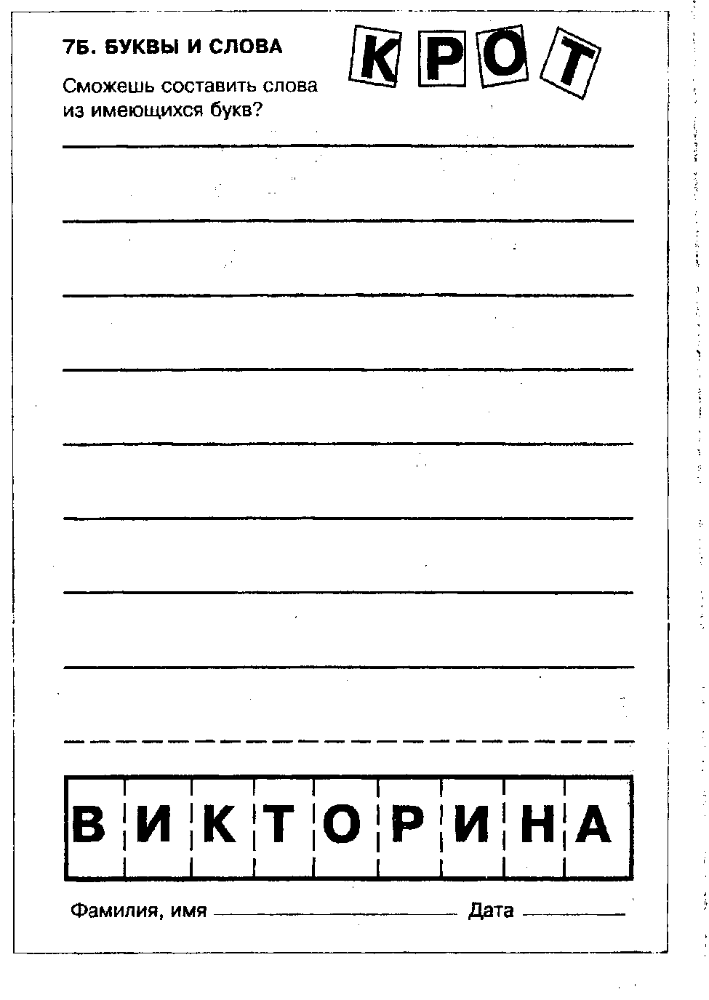 7Б. БУКВЫ И СЛОВА
КРОТ
Сможешь составить слова
из имеющихся букв?
ВИКТОРИНА
Фамилия, имя Дата